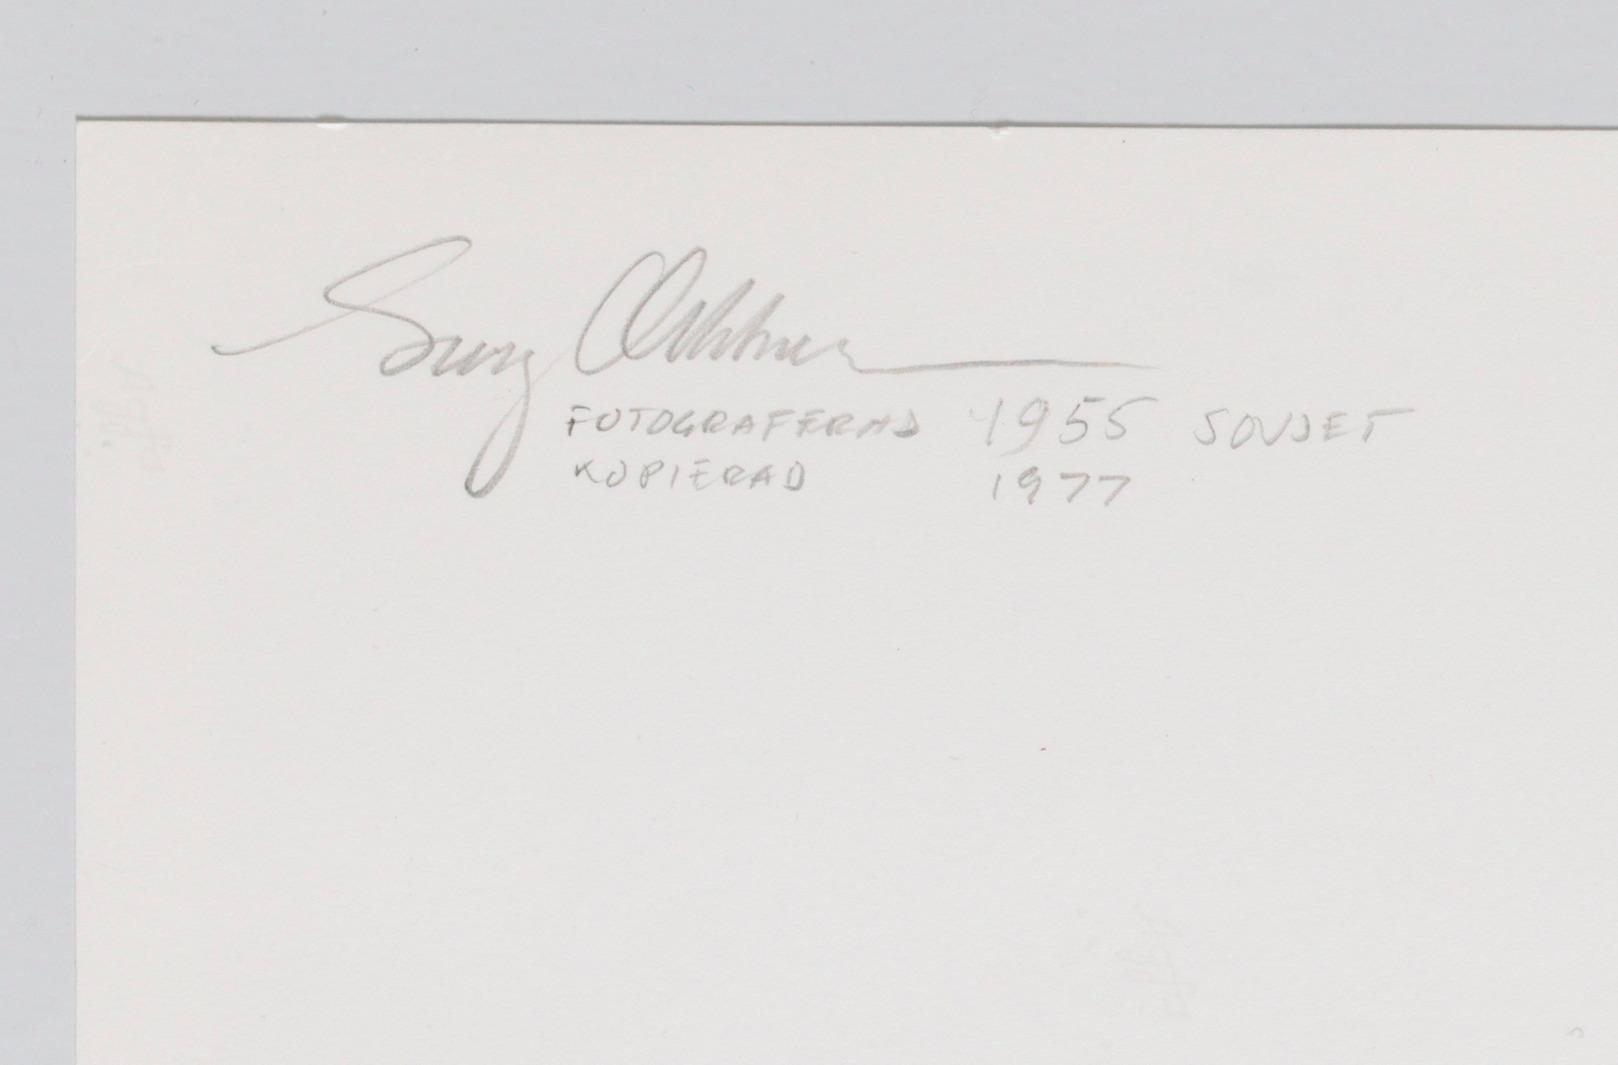 FOTOGRAFERAD 1955 SOVJET
KOPIERAD 1977